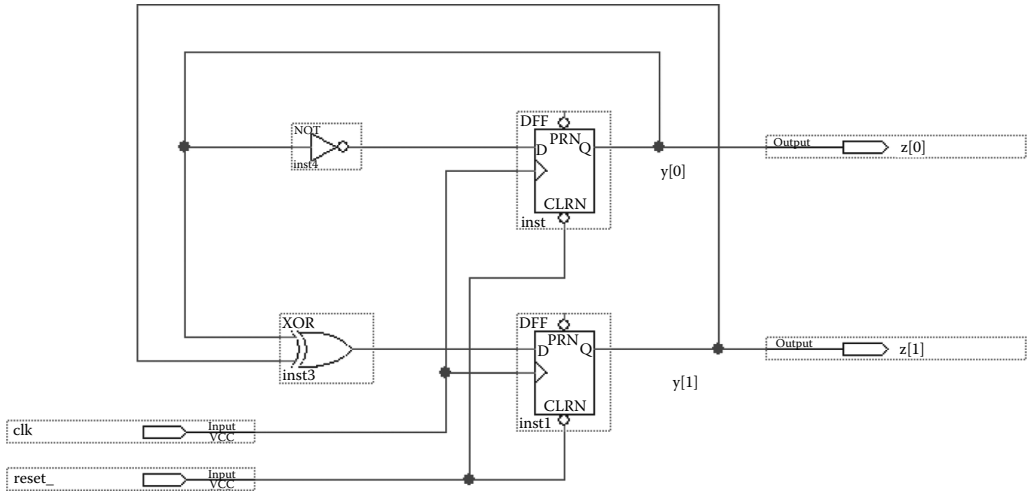 NOT
inst4
DFF
PRN
D
Q
CLRN
inst
y[0]
Output
z[0]
XOR
inst3
DFF
PRN
D
Q
CLRN
inst1
y[1]
Output
z[1]
clk
Input
VCC
reset_
Input
VCC